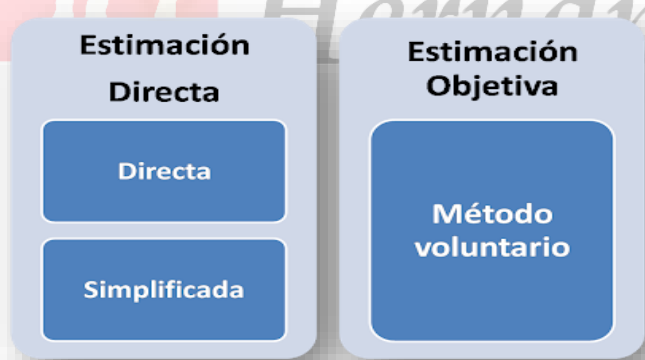 Estimación
Directa
Directa
Simplificada
Estimación
Objetiva
Método
voluntario